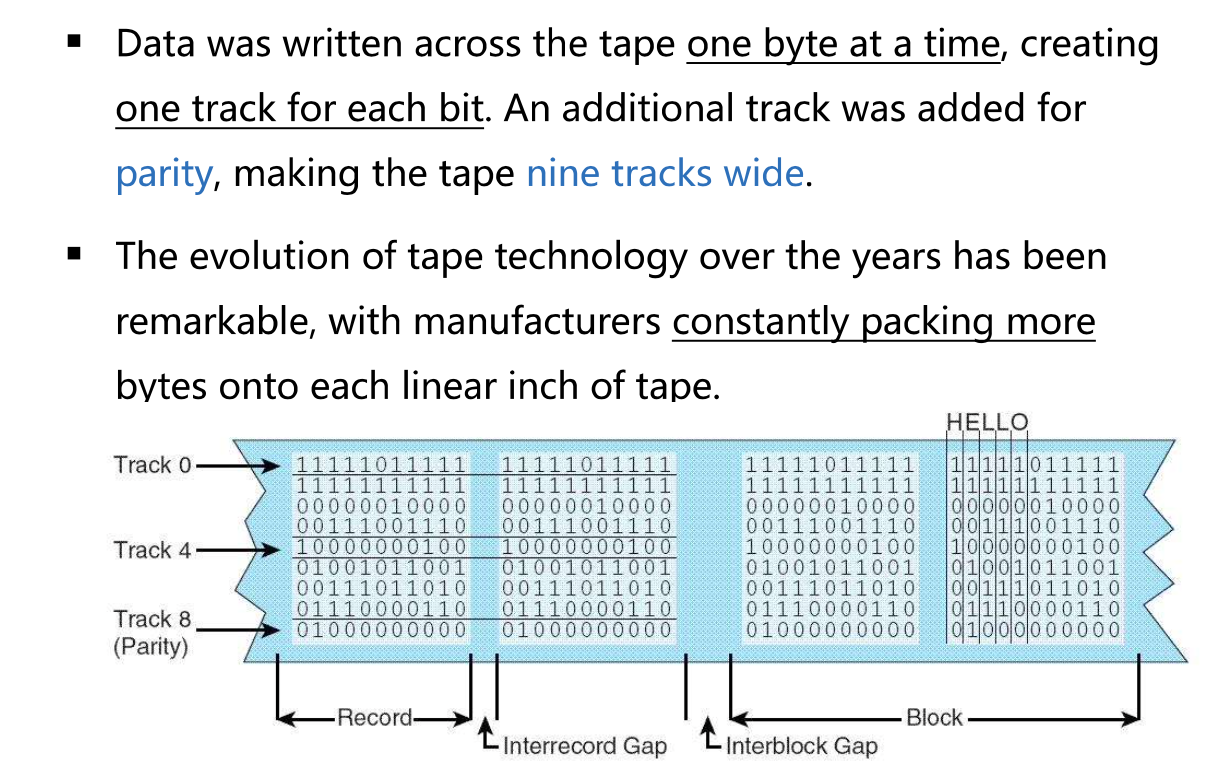 ▪ Data was written across the tape one byte at a time, creating
one track for each bit. An additional track was added for
parity, making the tape nine tracks wide.
▪ The evolution of tape technology over the years has been
remarkable, with manufacturers constantly packing more
bytes onto each linear inch of tape.
HELLO
Track 0 11111011111 11111011111 11111011111 11111011111
11111111111 11111111111 11111111111 11111111111
00000010000 00000010000 00000010000 00000010000
00111001110 00111001110 00111001110 00111001110
Track 4 10000000100 10000000100 10000000100 10000000100
01001011001 01001011001 01001011001 01001011001
00111011010 00111011010 00111011010 00111011010
01110000110 01110000110 01110000110 01110000110
Track 8 01000000000 01000000000 01000000000 01000000000
(Parity)
Record Block
Interrecord Gap Interblock Gap